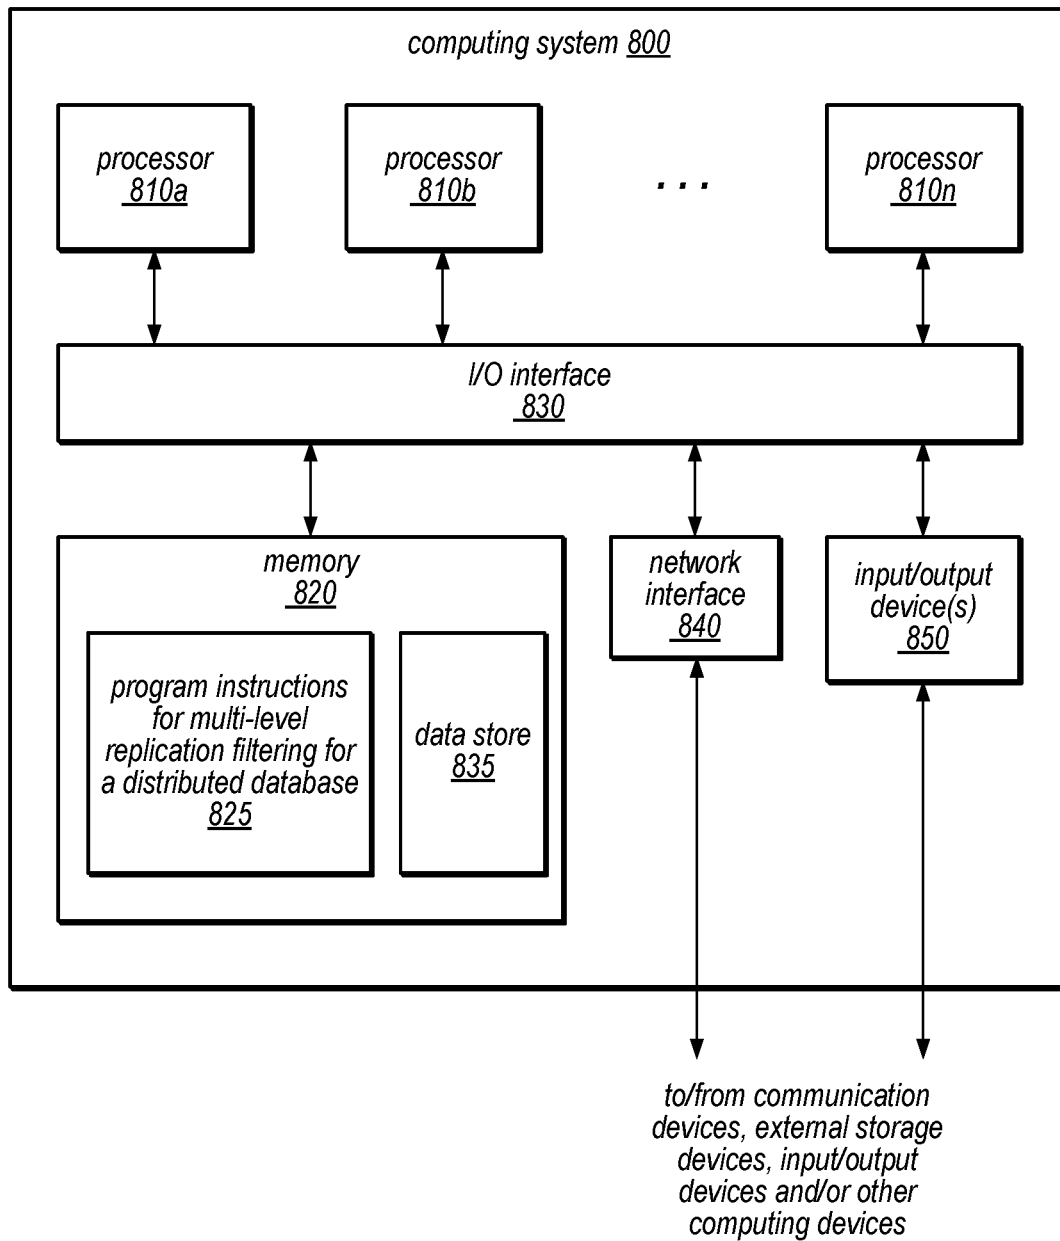 computing system 800
processor
810a
processor
810b
. . .
processor
810n
I/O interface
830
memory
820
program instructions
for multi-level
replication filtering for
a distributed database
825
data store
835
network
interface
840
input/output
device(s)
850
to/from communication
devices, external storage
devices, input/output
devices and/or other
computing devices